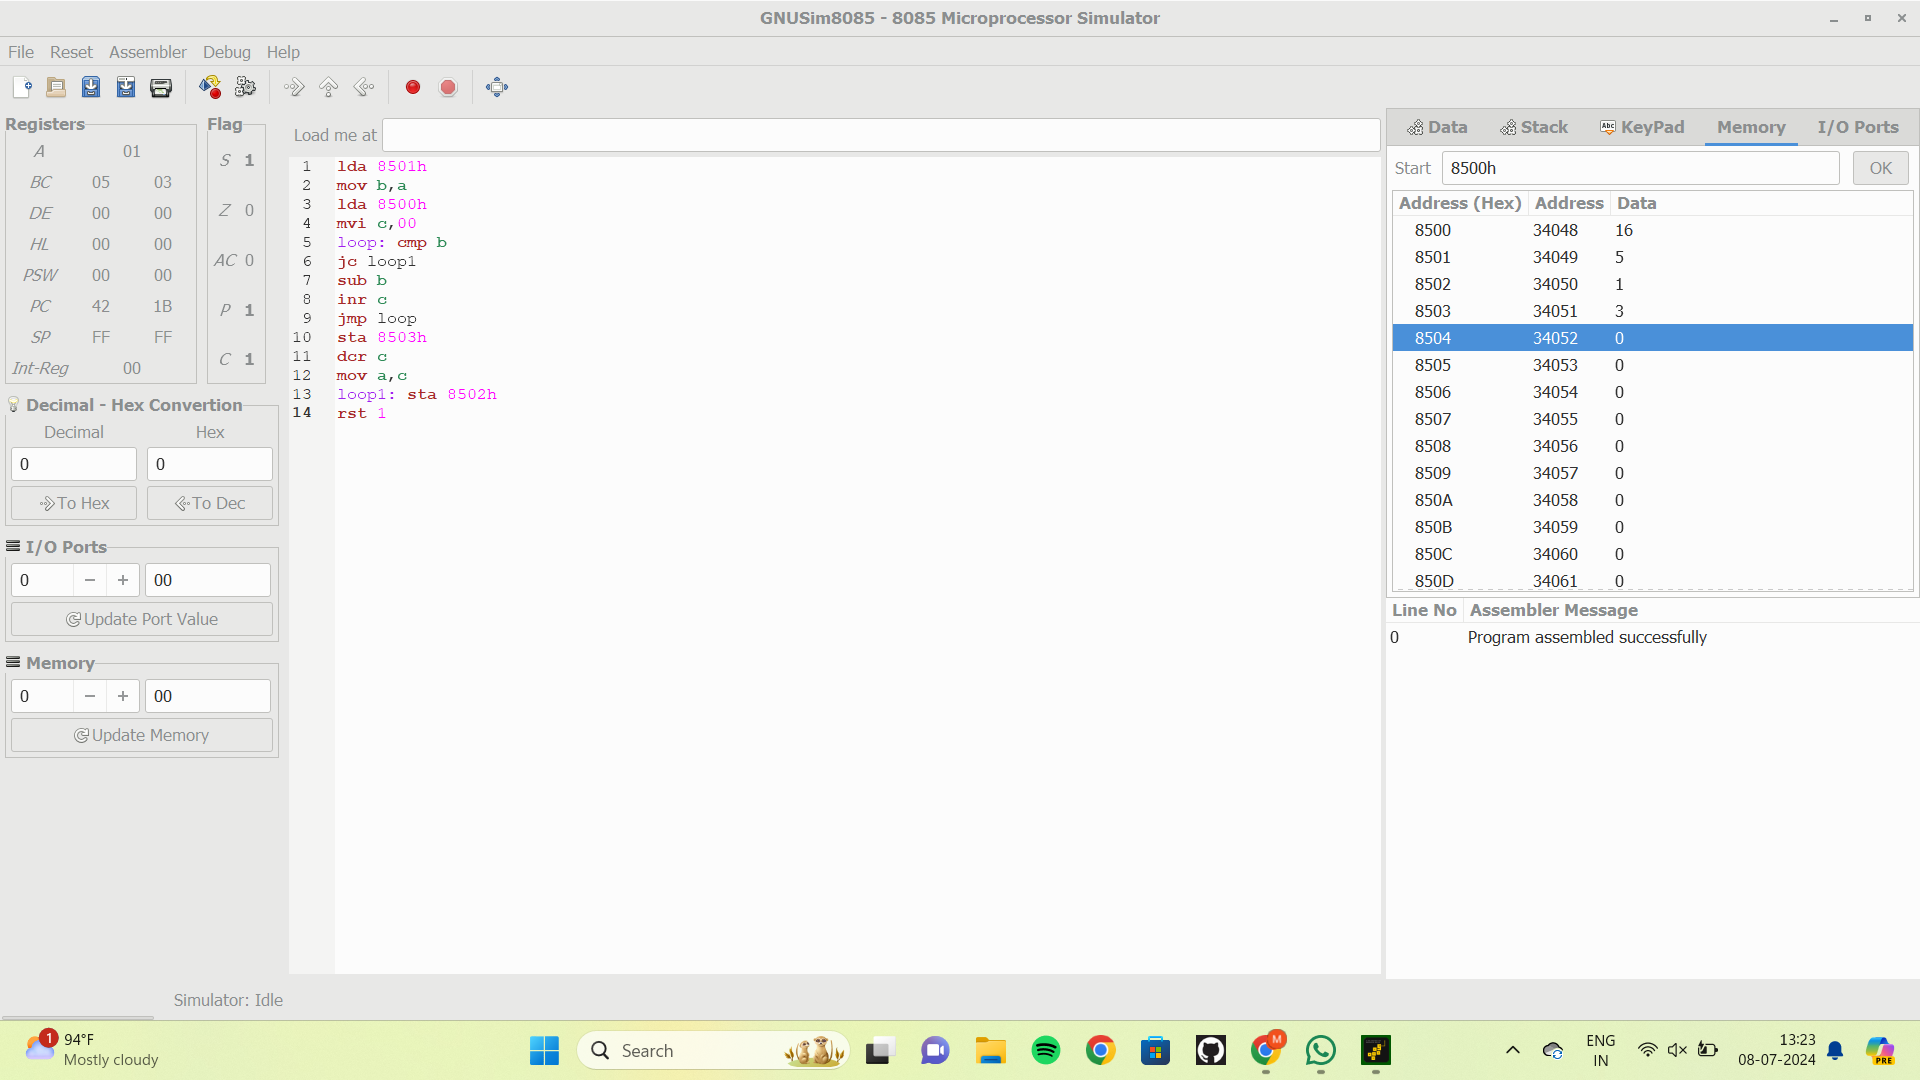 GNUSim8085 - 8085 Microprocessor Simulator
File Reset Assembler Debug Help
Registers
A 01
BC 05 03
DE 00 00
HL 00 00
PSW 00 00
PC 42 1B
SP FF FF
Int-Reg 00
Flag
S 1
Z 0
AC 0
P 1
C 1
Decimal - Hex Convertion
Decimal Hex
0 0
To Hex To Dec
I/O Ports
0 − + 00
Update Port Value
Memory
0 − + 00
Update Memory
Load me at
1 lda 8501h
2 mov b,a
3 lda 8500h
4 mvi c,00
5 loop: cmp b
6 jc loop1
7 sub b
8 inr c
9 jmp loop
10 sta 8503h
11 dcr c
12 mov a,c
13 loop1: sta 8502h
14 rst 1
Data Stack Abc KeyPad Memory I/O Ports
Start 8500h OK
Address (Hex) Address Data
8500 34048 16
8501 34049 5
8502 34050 1
8503 34051 3
8504 34052 0
8505 34053 0
8506 34054 0
8507 34055 0
8508 34056 0
8509 34057 0
850A 34058 0
850B 34059 0
850C 34060 0
850D 34061 0
Line No Assembler Message
0 Program assembled successfully
Simulator: Idle
1 94°F
Mostly cloudy
Search
M
ENG
IN
13:23
08-07-2024
PRE